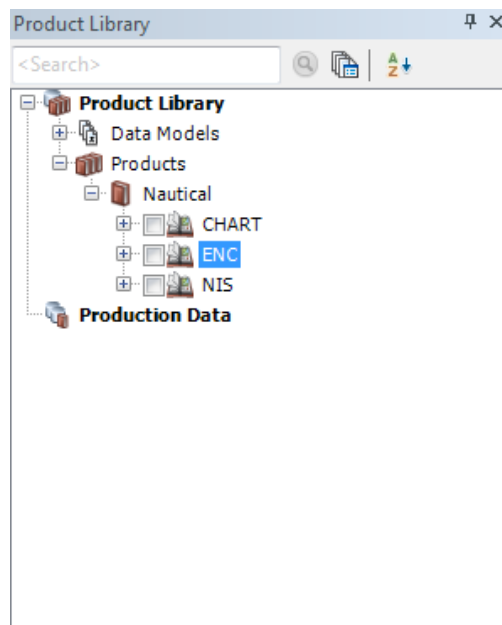 Product Library
<Search>
Product Library
Data Models
Products
Nautical
CHART
ENC
NIS
Production Data